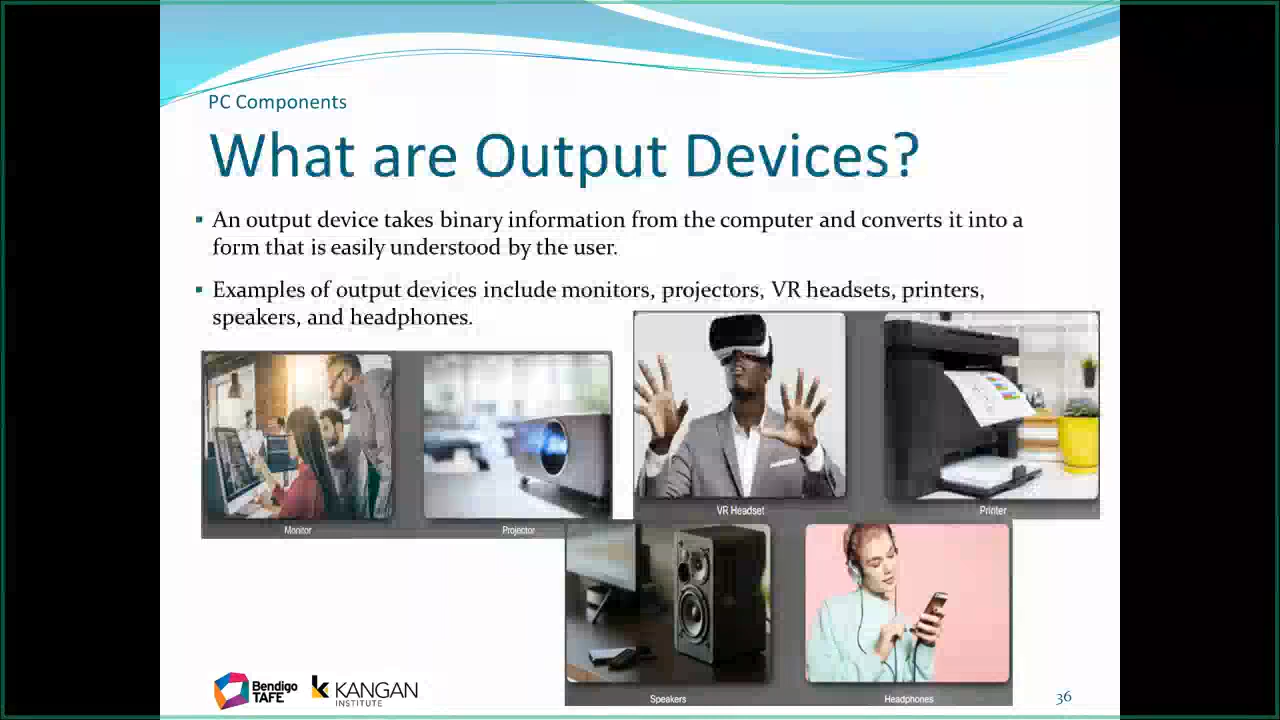 PC Components
What are Output Devices?
▪ An output device takes binary information from the computer and converts it into a
form that is easily understood by the user.
▪ Examples of output devices include monitors, projectors, VR headsets, printers,
speakers, and headphones.
Monitor
Projector
VR Headset
Printer
Speakers
Headphones
Bendigo
TAFE
KANGAN
INSTITUTE
36